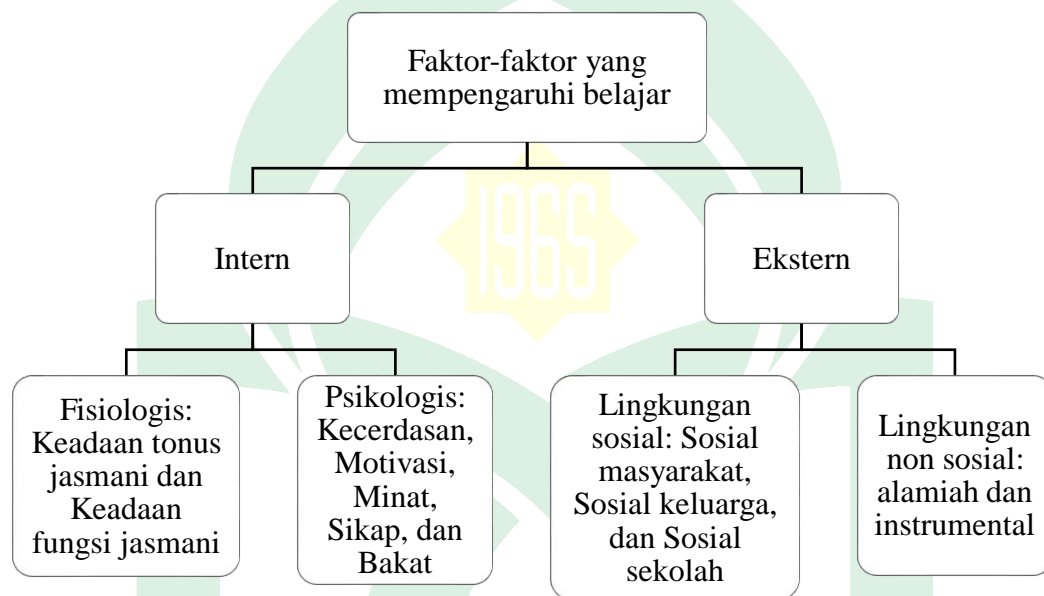 Faktor-faktor yang
mempengaruhi belajar
1965
Intern
Ekstern
Fisiologis:
Keadaan tonus
jasmani dan
Keadaan
fungsi jasmani
Psikologis:
Kecerdasan,
Motivasi,
Minat,
Sikap, dan
Bakat
Lingkungan
sosial: Sosial
masyarakat,
Sosial keluarga,
dan Sosial
sekolah
Lingkungan
non sosial:
alamiah dan
instrumental